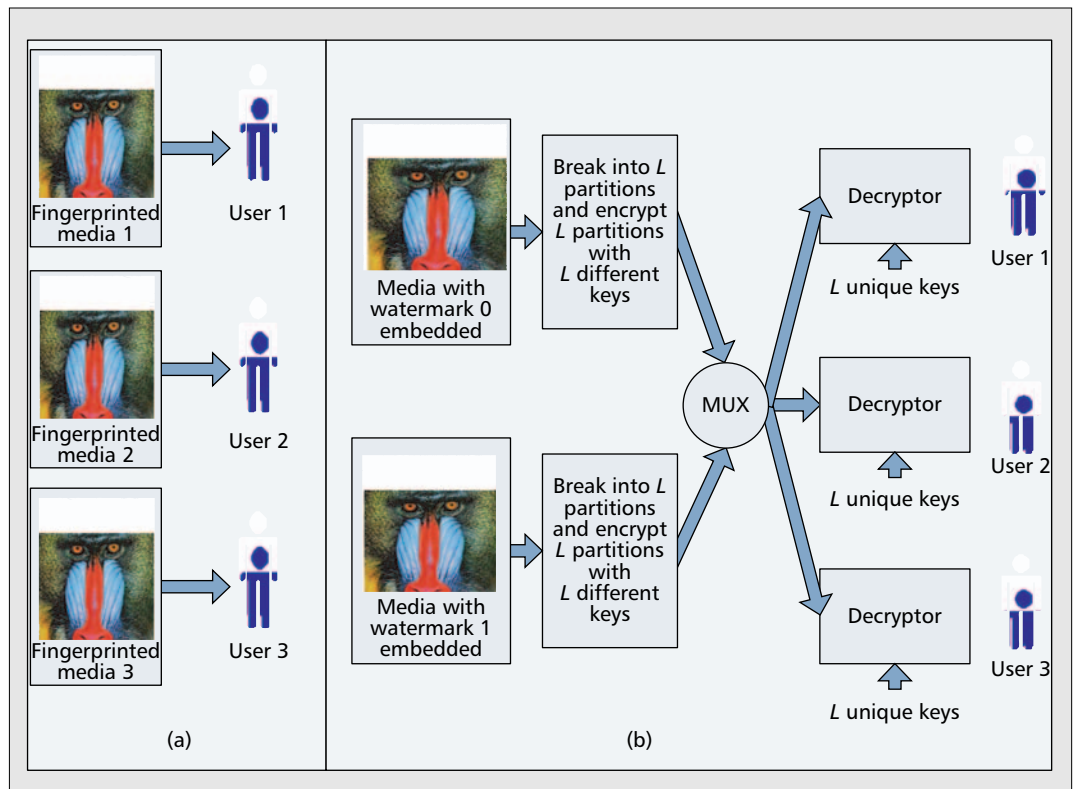 Fingerprinted
media 1
User 1
Fingerprinted
media 2
User 2
Fingerprinted
media 3
User 3
(a)
Media with
watermark 0
embedded
Break into L
partitions
and encrypt
L partitions
with
L different
keys
Media with
watermark 1
embedded
Break into L
partitions
and encrypt
L partitions
with
L different
keys
MUX
Decryptor
L unique keys
User 1
Decryptor
L unique keys
User 2
Decryptor
L unique keys
User 3
(b)